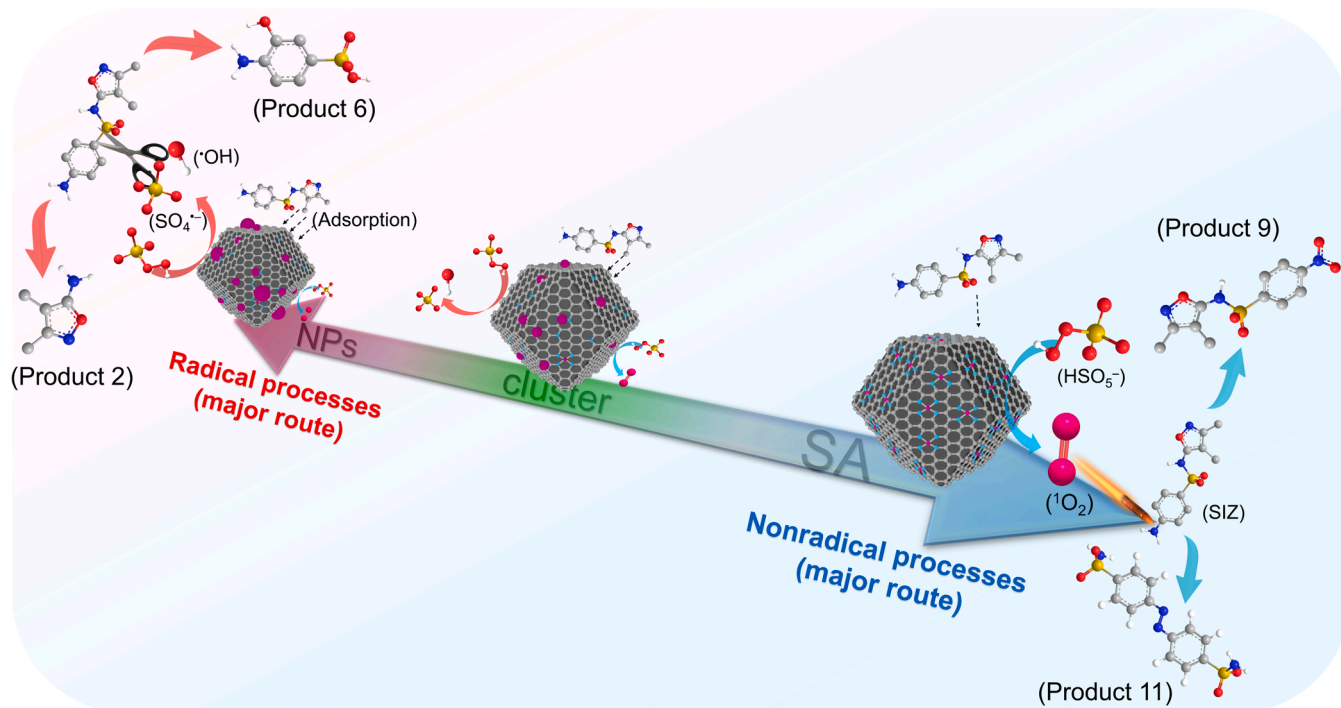 (Product 6)
(•OH)
(SO₄•⁻)
(Adsorption)
(Product 2)
NPs
Radical processes
(major route)
cluster
SA
(HSO₅⁻)
(¹O₂)
Nonradical processes
(major route)
(Product 9)
(SIZ)
(Product 11)